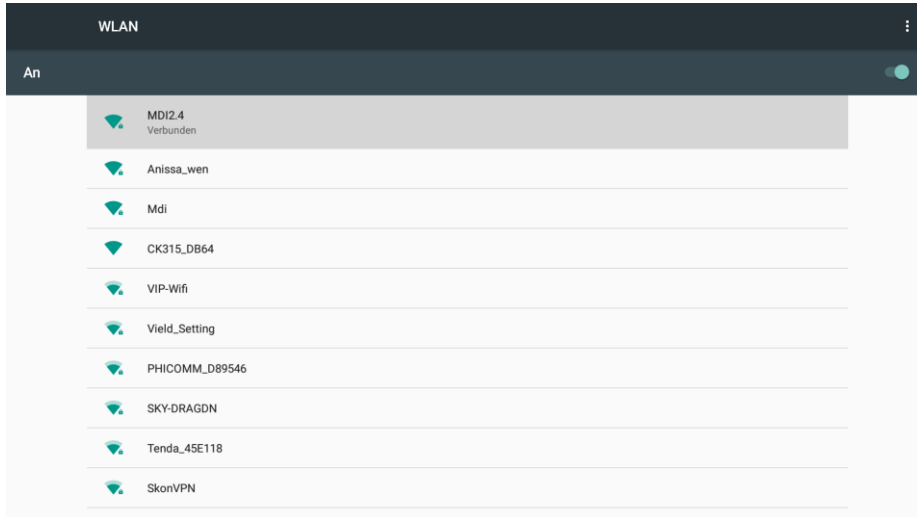 WLAN
An
MDI2.4
Verbunden
Anissa_wen
Mdi
CK315_DB64
VIP-Wifi
Vield_Setting
PHICOMM_D89546
SKY-DRAGDN
Tenda_45E118
SkonVPN